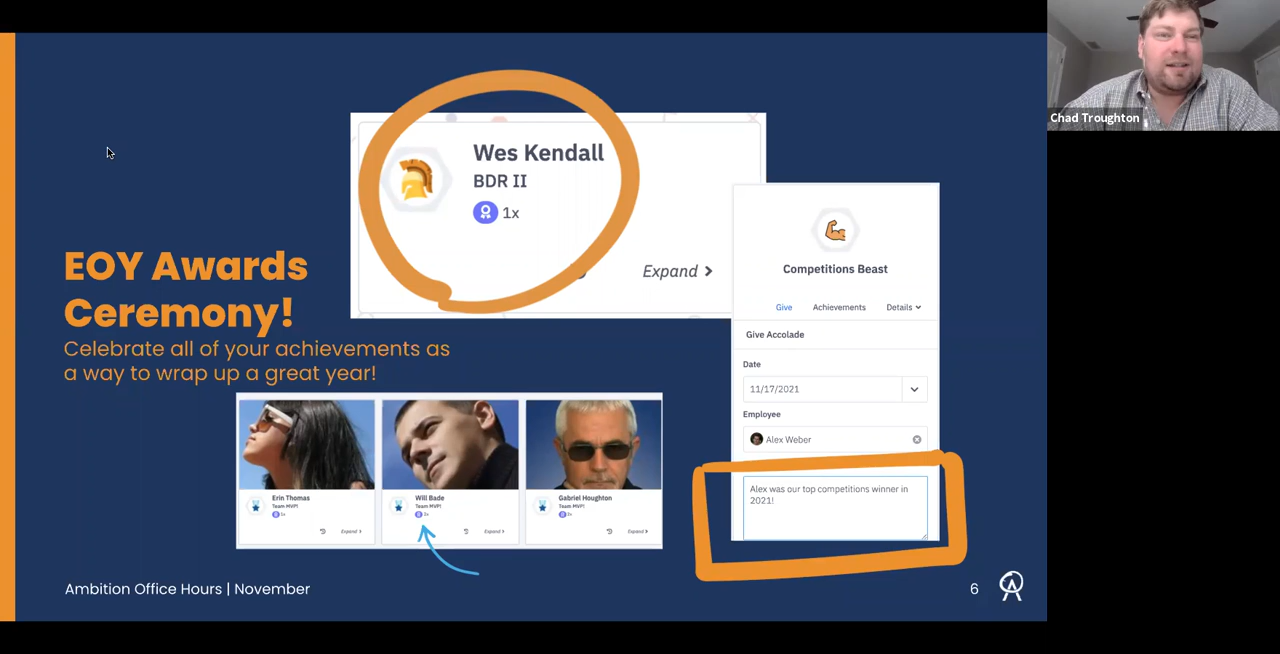 Chad Troughton
Wes Kendall
BDR II
1x
Expand
EOY Awards
Ceremony!
Celebrate all of your achievements as
a way to wrap up a great year!
Competitions Beast
Give Achievements Details
Give Accolade
Date
11/17/2021
Employee
Alex Weber
Alex was our top competitions winner in
2021!
Erin Thomas
Team MVP!
Expand
Will Bade
Team MVP!
Expand
Gabriel Houghton
Team MVP!
Expand
Ambition Office Hours | November
6